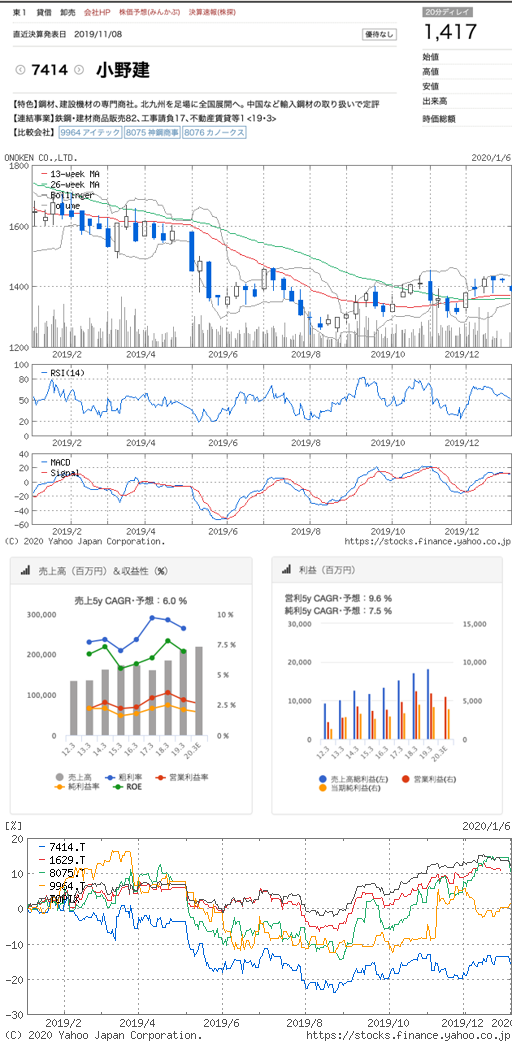 東1 貸借 卸売 会社HP 株価予想(みんかぶ) 決算速報(株探)
20分ディレイ
直近決算発表日 2019/11/08
優待なし
1,417
7414 小野建
始値
高値
安値
出来高
時価総額
【特色】鋼材、建設機材の専門商社。北九州を足場に全国展開へ。中国など輸入鋼材の取り扱いで定評
【連結事業】鉄鋼・建材商品販売82、工事請負17、不動産賃貸等1 <19・3>
【比較会社】 9964 アイテック 8075 神鋼商事 8076 カノークス
ONOKEN CO.,LTD. 2020/1/6
1800
13-week MA
26-week MA
Bollinger
Volume
1600
1400
1200
2019/2 2019/4 2019/6 2019/8 2019/10 2019/12
100
RSI(14)
80
50
20
0
2019/2 2019/4 2019/6 2019/8 2019/10 2019/12
40
MACD
20
Signal
0
-20
-40
-60
2019/2 2019/4 2019/6 2019/8 2019/10 2019/12
(C) 2020 Yahoo Japan Corporation. https://stocks.finance.yahoo.co.jp
売上高（百万円）＆収益性（%）
売上5y CAGR・予想：6.0 %
300,000 10 %
200,000 7.5 %
5 %
100,000 2.5 %
0 0 %
12.3 13.3 14.3 15.3 16.3 17.3 18.3 19.3 20.3E
売上高 粗利率 営業利益率
純利益率 ROE
利益（百万円）
営利5y CAGR・予想：9.6 %
純利5y CAGR・予想：7.5 %
30,000 15,000
20,000 10,000
10,000 5,000
0 0
12.3 13.3 14.3 15.3 16.3 17.3 18.3 19.3 20.3E
売上高総利益(左) 営業利益(右)
当期純利益(右)
[%] 2020/1/6
20
7414.T
1629.T
10
8075.T
9964.T
TOPIX
0
-10
-20
-30
2019/2 2019/4 2019/6 2019/8 2019/10 2019/12 2020
(C) 2020 Yahoo Japan Corporation. https://stocks.finance.yahoo.co.jp